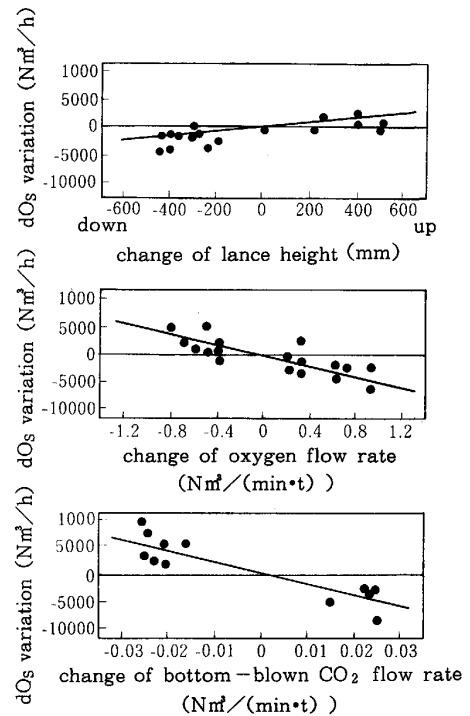 dOs variation (Nm³/h)
1000
5000
0
-5000
-10000
-600 -400 -200 0 200 400 600
down up
change of lance height (mm)
dOs variation (Nm³/h)
1000
5000
0
-5000
-10000
-1.2 -0.8 -0.4 0 0.4 0.8 1.2
change of oxygen flow rate
(Nm³/(min•t) )
dOs variation (Nm³/h)
1000
5000
0
-5000
-10000
-0.03 -0.02 0.01 0 0.01 0.02 0.03
change of bottom-blown CO₂ flow rate
(Nm³/(min•t) )